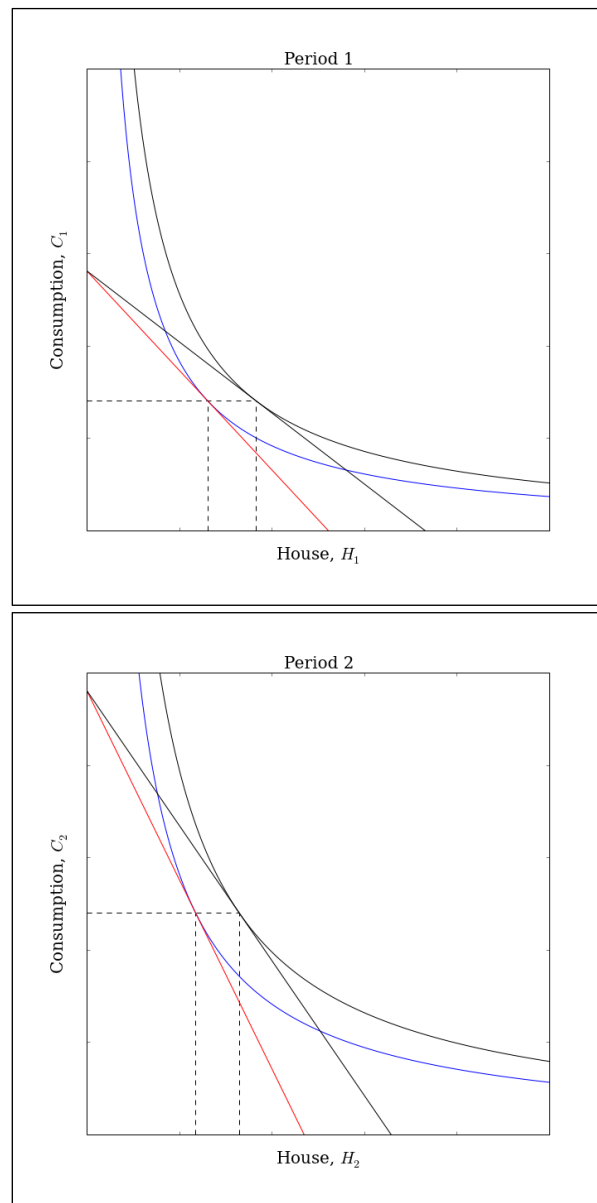 Period 1
Consumption, C₁
House, H₁
Period 2
Consumption, C₂
House, H₂